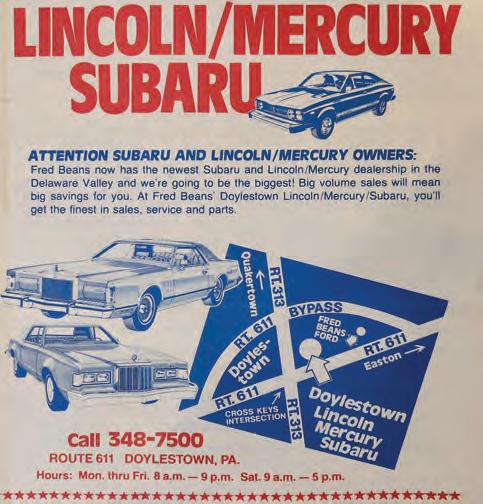 LINCOLN/MERCURY
SUBARU
ATTENTION SUBARU AND LINCOLN/MERCURY OWNERS:
Fred Beans now has the newest Subaru and Lincoln/Mercury dealership in the
Delaware Valley and we're going to be the biggest! Big volume sales will mean
big savings for you. At Fred Beans' Doylestown Lincoln/Mercury/Subaru, you'll
get the finest in sales, service and parts.
Quakertown
RT. 313
BYPASS
FRED
BEANS
FORD
RT. 611
RT. 611
Easton
Doyles-
town
RT. 611
CROSS KEYS
INTERSECTION
RT. 313
Doylestown
Lincoln
Mercury
Subaru
Call 348-7500
ROUTE 611 DOYLESTOWN, PA.
Hours: Mon. thru Fri. 8 a.m. — 9 p.m. Sat. 9 a.m. — 5 p.m.